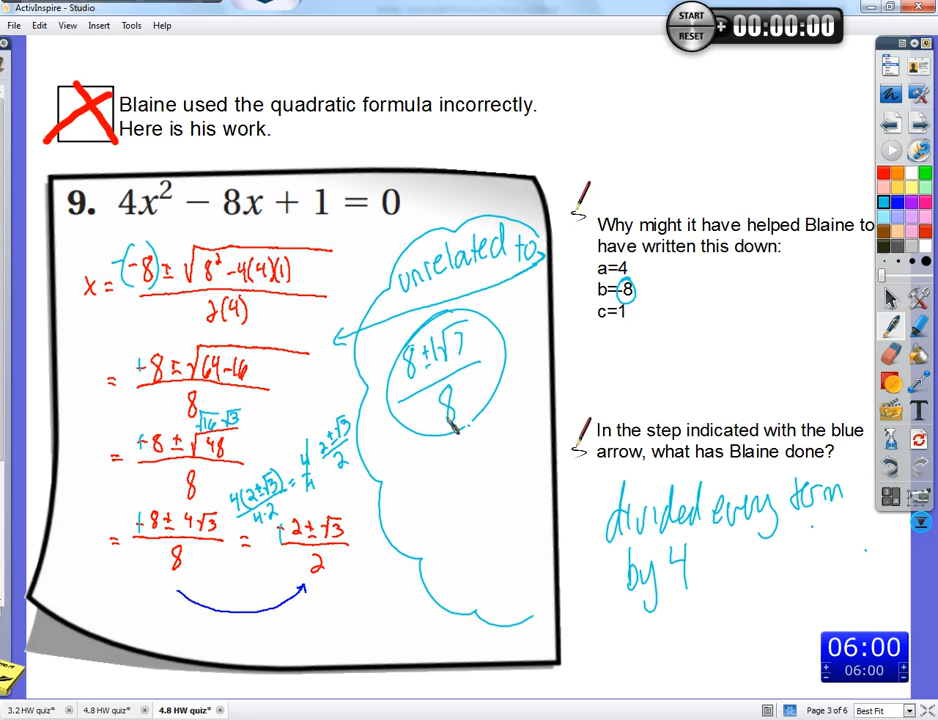 ActivInspire - Studio
File Edit View Insert Tools Help
START
RESET
00:00:00
Blaine used the quadratic formula incorrectly.
Here is his work.
9. 4x² − 8x + 1 = 0
x = -(-8) ± √(8² - 4(4)(1)) / 2(4)
= +8 ± √(64-16) / 8
√16 √3
= +8 ± √48 / 8
4(2±√3) / 4·2 = 4/4 · 2±√3 / 2
= +8 ± 4√3 / 8 = +2 ± √3 / 2
unrelated to
8 ± 1√7 / 8
Why might it have helped Blaine to
have written this down:
a=4
b=-8
c=1
In the step indicated with the blue
arrow, what has Blaine done?
divided every term
by 4
06:00
06:00
3.2 HW quiz* 4.8 HW quiz* 4.8 HW quiz* Page 3 of 6 Best Fit